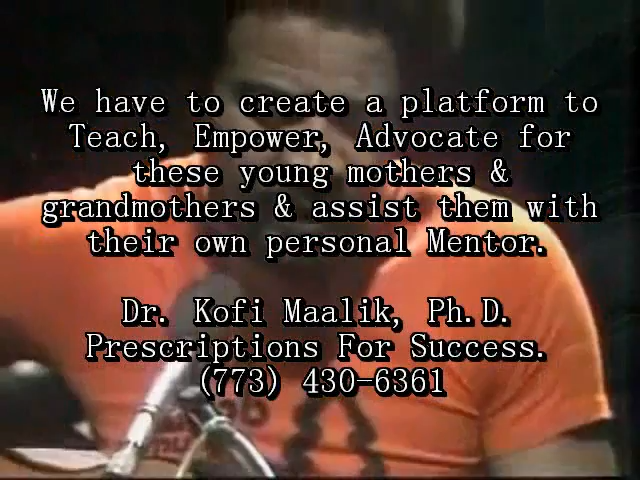 We have to create a platform to
Teach, Empower, Advocate for
these young mothers &
grandmothers & assist them with
their own personal Mentor.
Dr. Kofi Maalik, Ph.D.
Prescriptions For Success.
(773) 430-6361